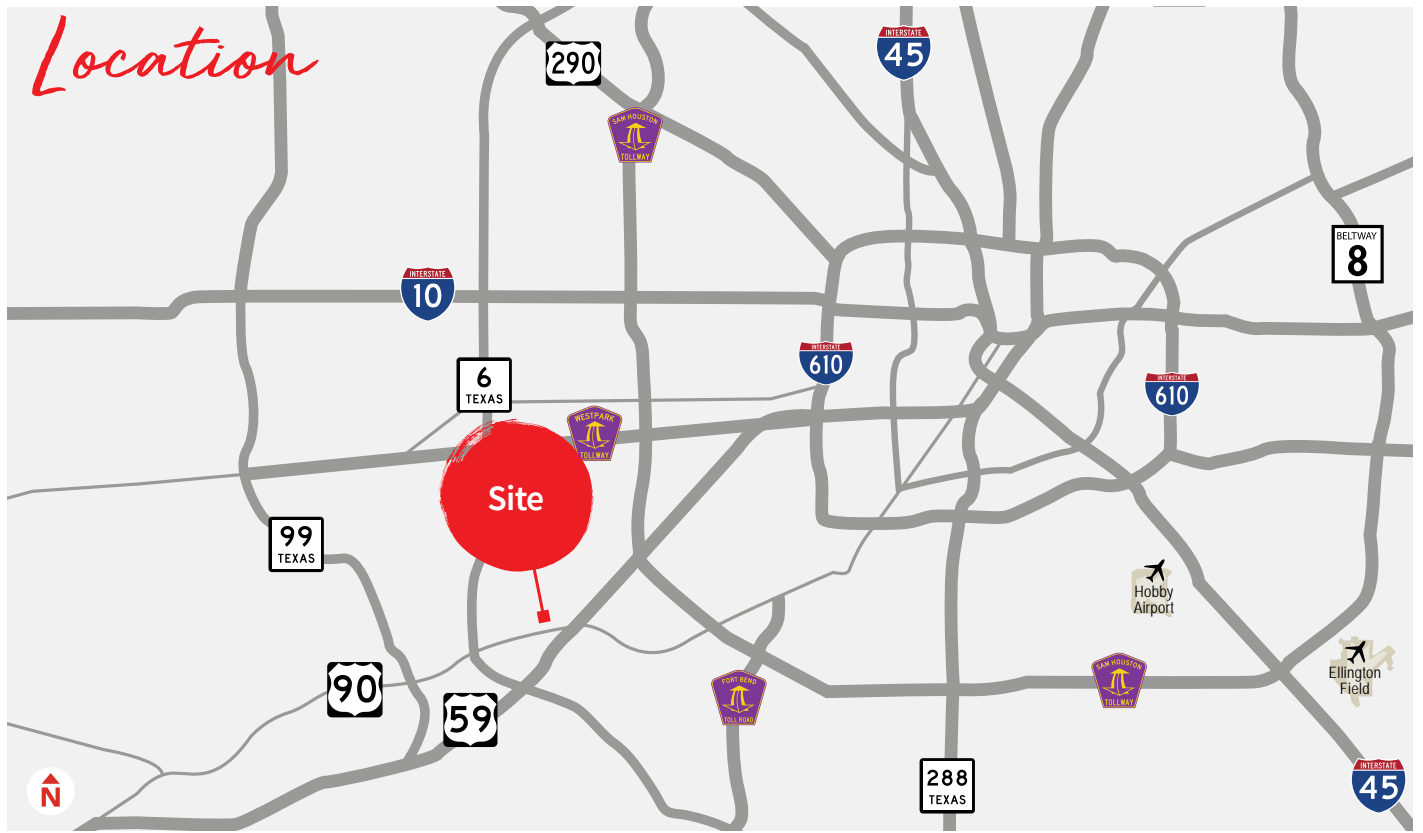 Location
290
INTERSTATE
45
SAM HOUSTON
TOLLWAY
BELTWAY
8
INTERSTATE
10
INTERSTATE
610
6
TEXAS
INTERSTATE
610
WESTPARK
TOLLWAY
Site
99
TEXAS
Hobby
Airport
Ellington
Field
90
59
FORT BEND
TOLL ROAD
SAM HOUSTON
TOLLWAY
288
TEXAS
INTERSTATE
45
N